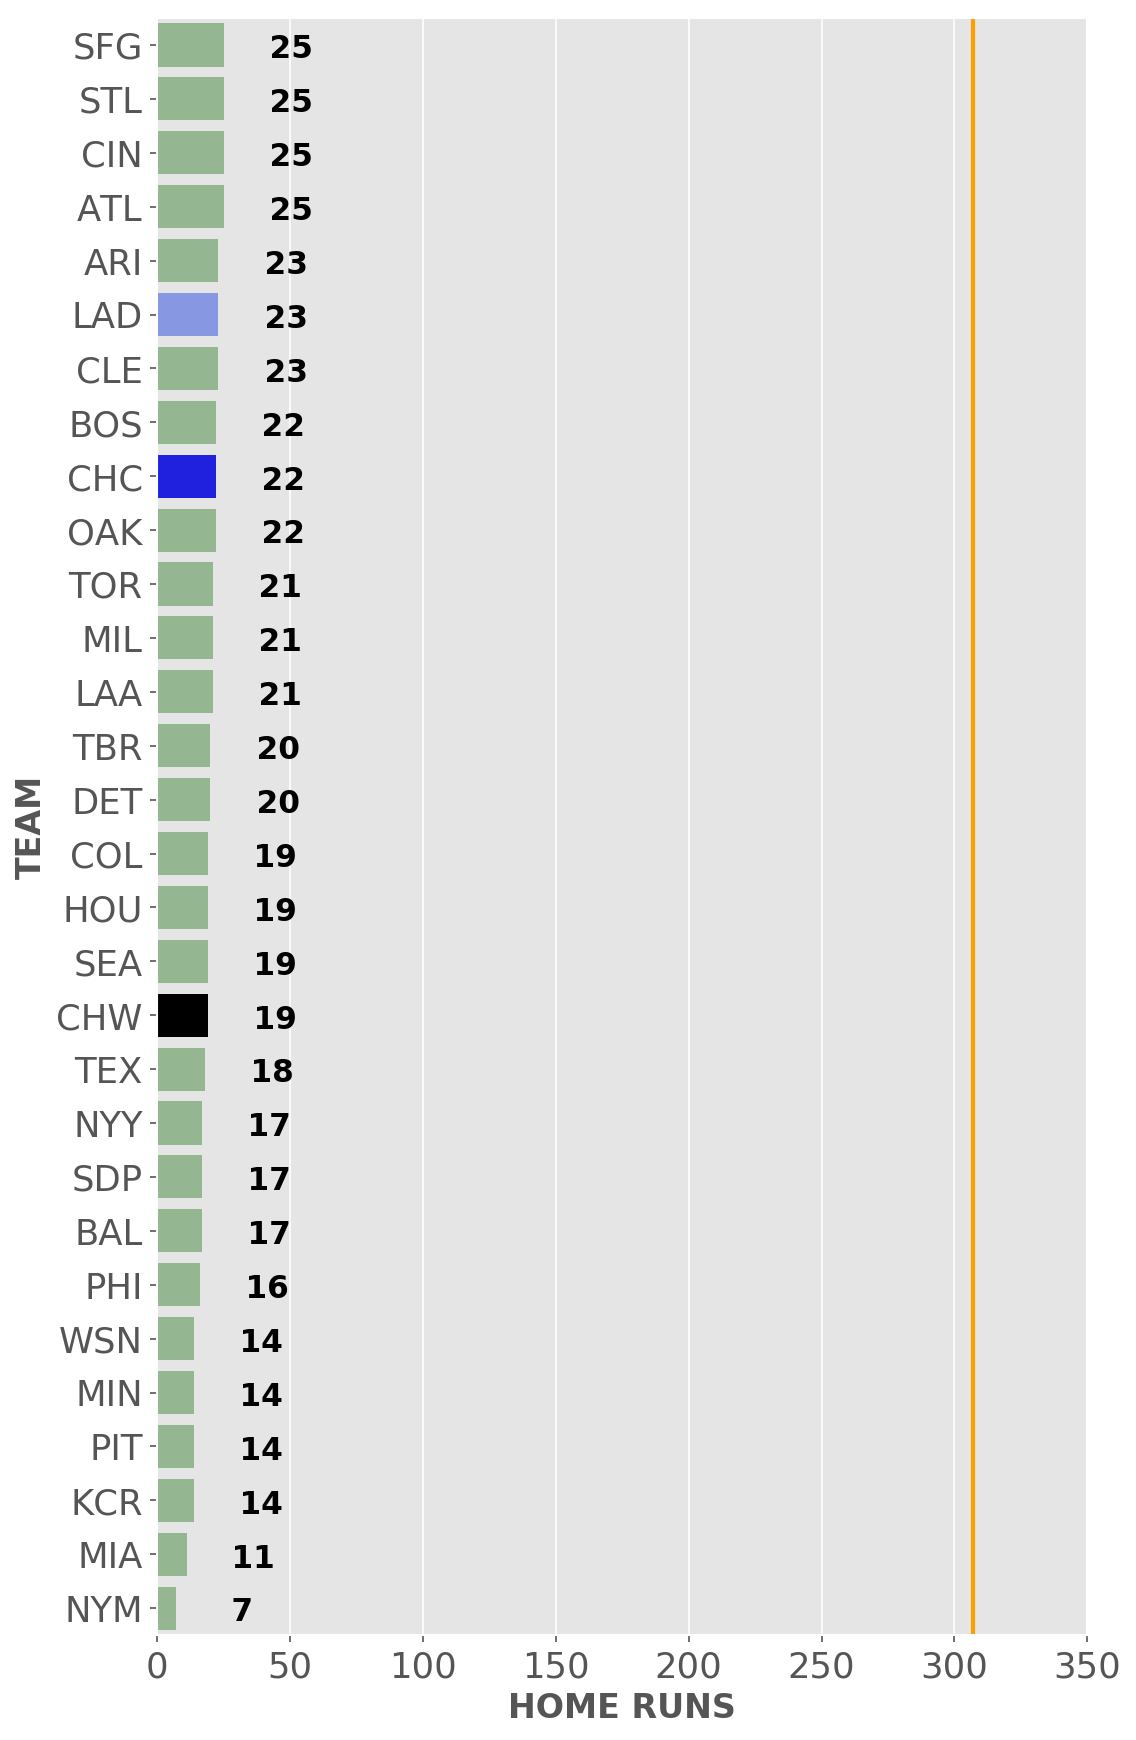 SFG 25
STL 25
CIN 25
ATL 25
ARI 23
LAD 23
CLE 23
BOS 22
CHC 22
OAK 22
TOR 21
MIL 21
LAA 21
TBR 20
DET 20
COL 19
HOU 19
SEA 19
CHW 19
TEX 18
NYY 17
SDP 17
BAL 17
PHI 16
WSN 14
MIN 14
PIT 14
KCR 14
MIA 11
NYM 7
TEAM
0 50 100 150 200 250 300 350
HOME RUNS